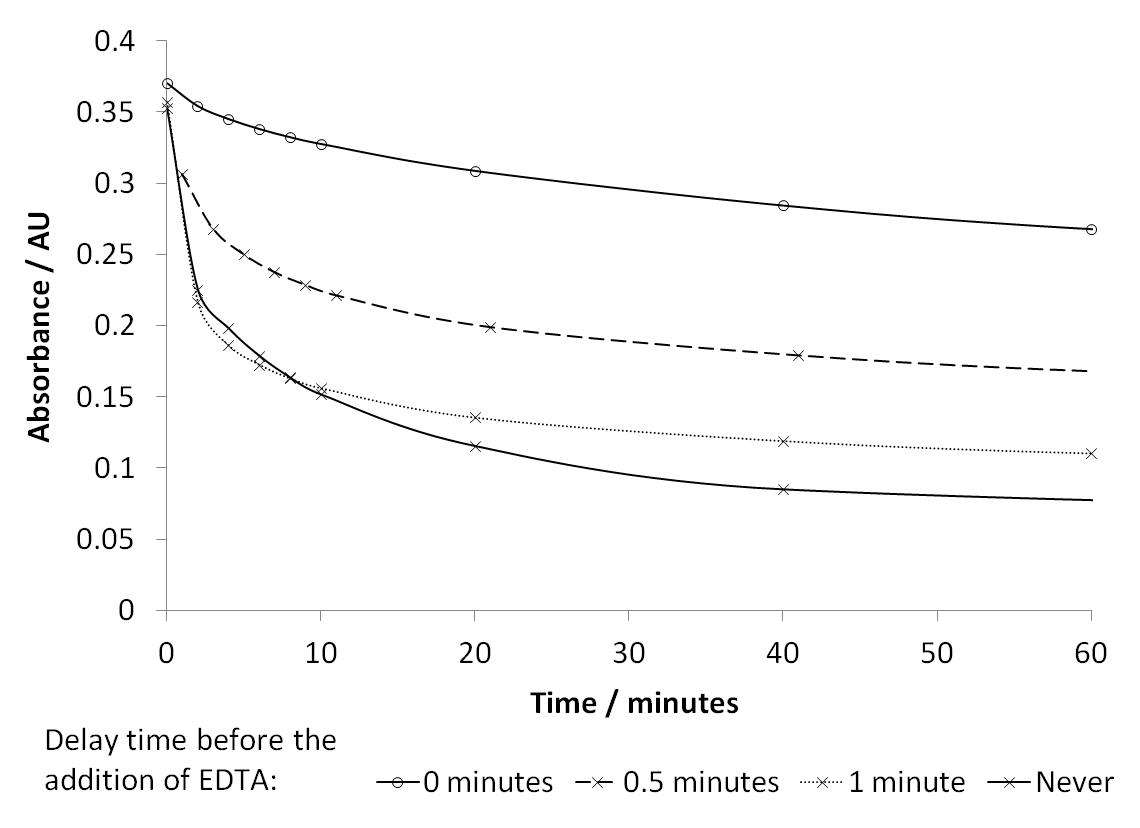 0.4
0.35
0.3
0.25
0.2
0.15
0.1
0.05
0
Absorbance / AU
0 10 20 30 40 50 60
Time / minutes
Delay time before the
addition of EDTA:
0 minutes 0.5 minutes 1 minute Never